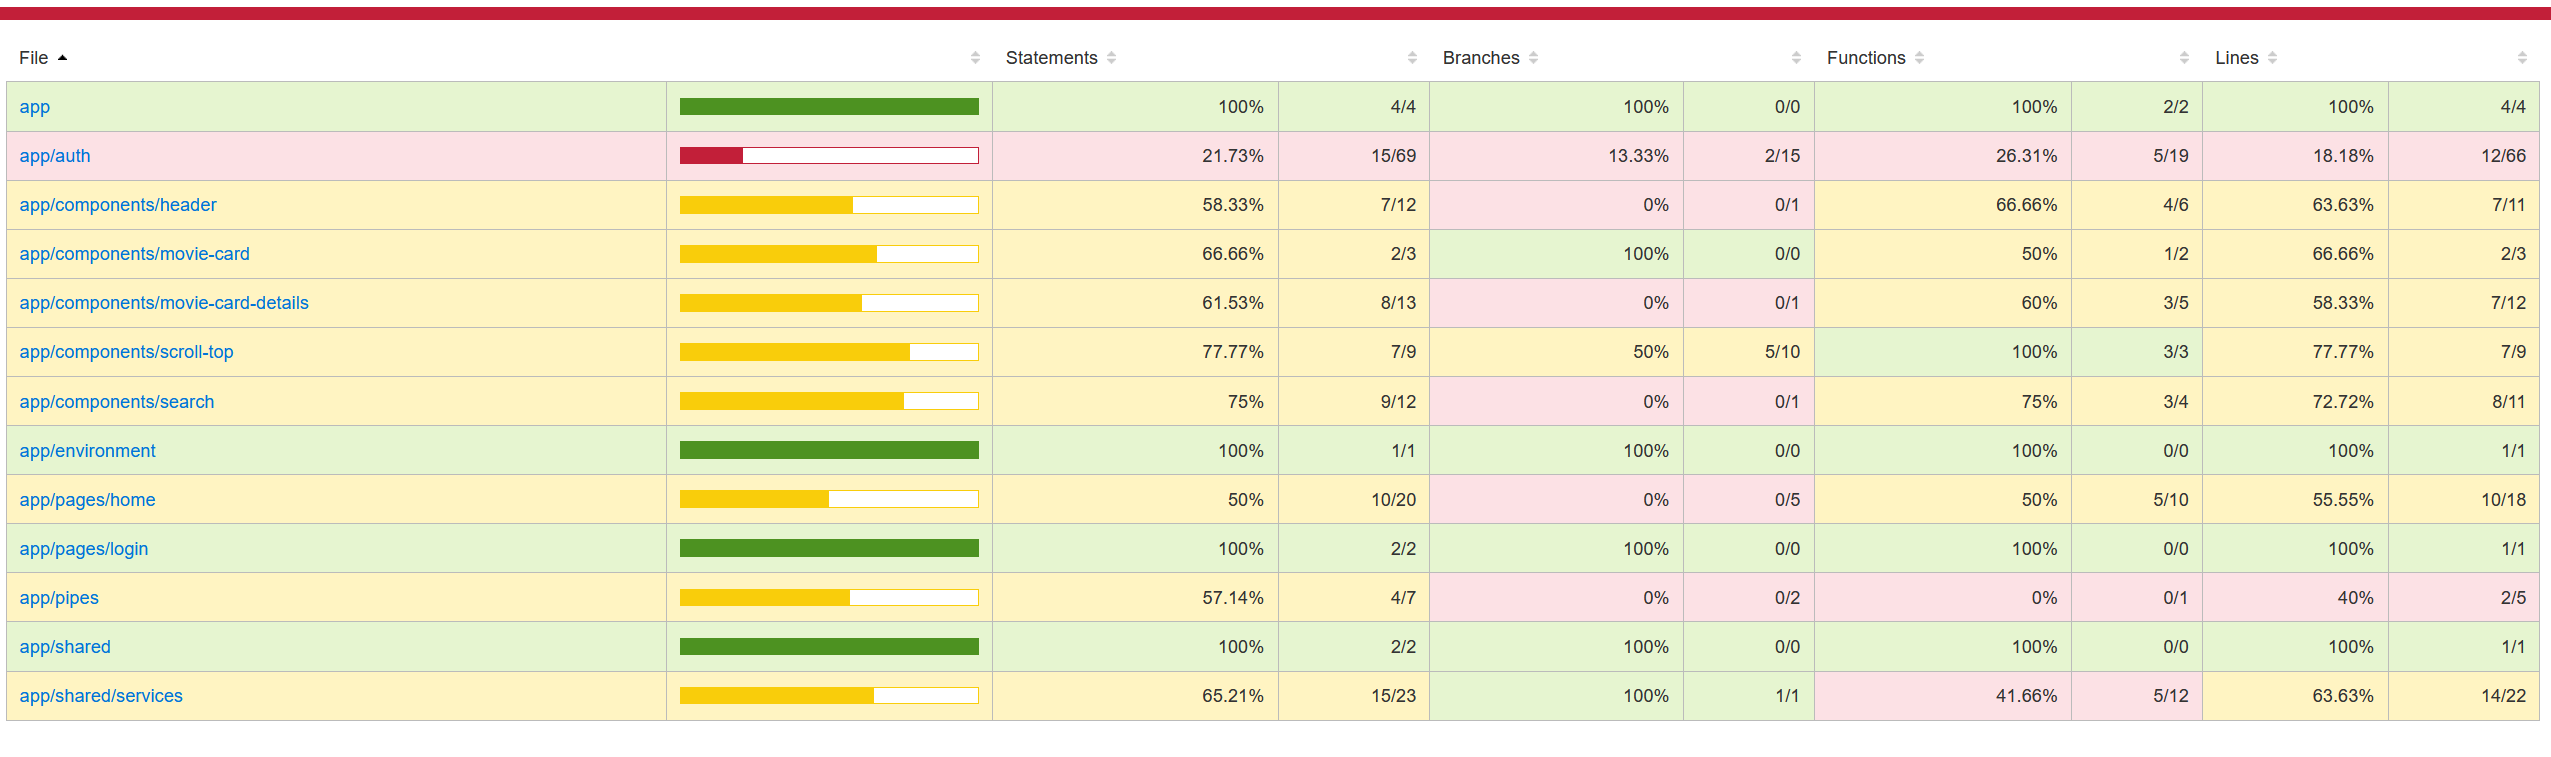 File Statements Branches Functions Lines
app 100% 4/4 100% 0/0 100% 2/2 100% 4/4
app/auth 21.73% 15/69 13.33% 2/15 26.31% 5/19 18.18% 12/66
app/components/header 58.33% 7/12 0% 0/1 66.66% 4/6 63.63% 7/11
app/components/movie-card 66.66% 2/3 100% 0/0 50% 1/2 66.66% 2/3
app/components/movie-card-details 61.53% 8/13 0% 0/1 60% 3/5 58.33% 7/12
app/components/scroll-top 77.77% 7/9 50% 5/10 100% 3/3 77.77% 7/9
app/components/search 75% 9/12 0% 0/1 75% 3/4 72.72% 8/11
app/environment 100% 1/1 100% 0/0 100% 0/0 100% 1/1
app/pages/home 50% 10/20 0% 0/5 50% 5/10 55.55% 10/18
app/pages/login 100% 2/2 100% 0/0 100% 0/0 100% 1/1
app/pipes 57.14% 4/7 0% 0/2 0% 0/1 40% 2/5
app/shared 100% 2/2 100% 0/0 100% 0/0 100% 1/1
app/shared/services 65.21% 15/23 100% 1/1 41.66% 5/12 63.63% 14/22